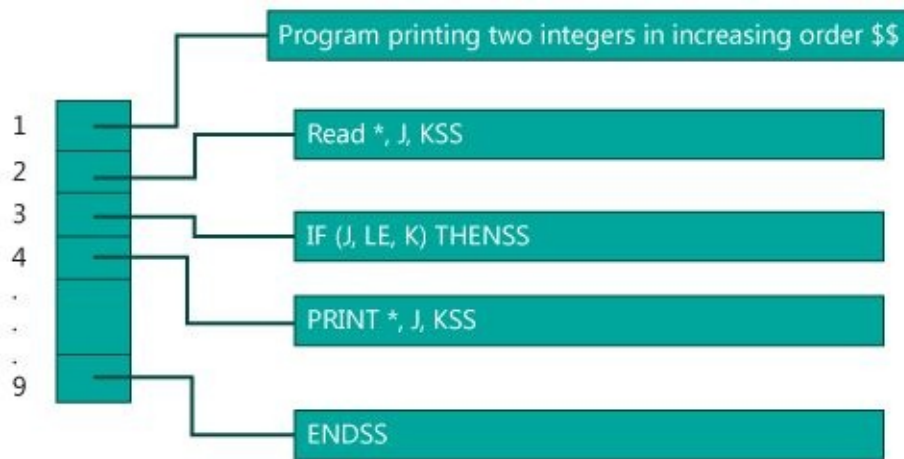 Program printing two integers in increasing order $$
1
Read *, J, KSS
2
3
IF (J, LE, K) THENSS
4
.
PRINT *, J, KSS
.
.
9
ENDSS